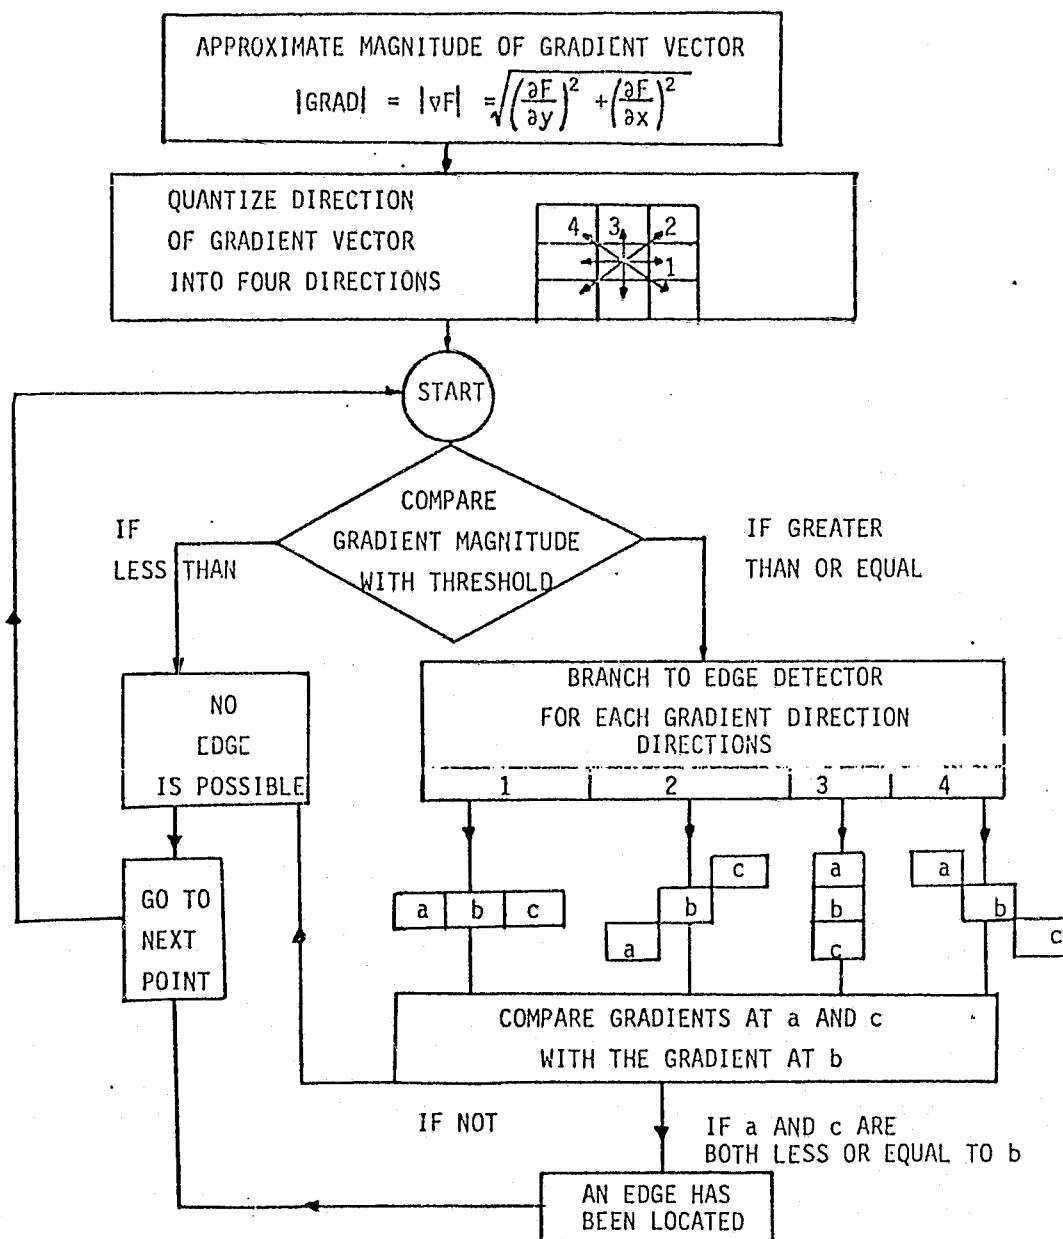 APPROXIMATE MAGNITUDE OF GRADIENT VECTOR
|GRAD| = |∇F| = √(∂F/∂y)² + (∂F/∂x)²
QUANTIZE DIRECTION
OF GRADIENT VECTOR
INTO FOUR DIRECTIONS
4 3 2
1
START
COMPARE
GRADIENT MAGNITUDE
WITH THRESHOLD
IF
LESS THAN
IF GREATER
THAN OR EQUAL
NO
EDGE
IS POSSIBLE
BRANCH TO EDGE DETECTOR
FOR EACH GRADIENT DIRECTION
DIRECTIONS
1 2 3 4
GO TO
NEXT
POINT
a b c
c
b
a
a
b
c
a
b
c
COMPARE GRADIENTS AT a AND c
WITH THE GRADIENT AT b
IF NOT
IF a AND c ARE
BOTH LESS OR EQUAL TO b
AN EDGE HAS
BEEN LOCATED